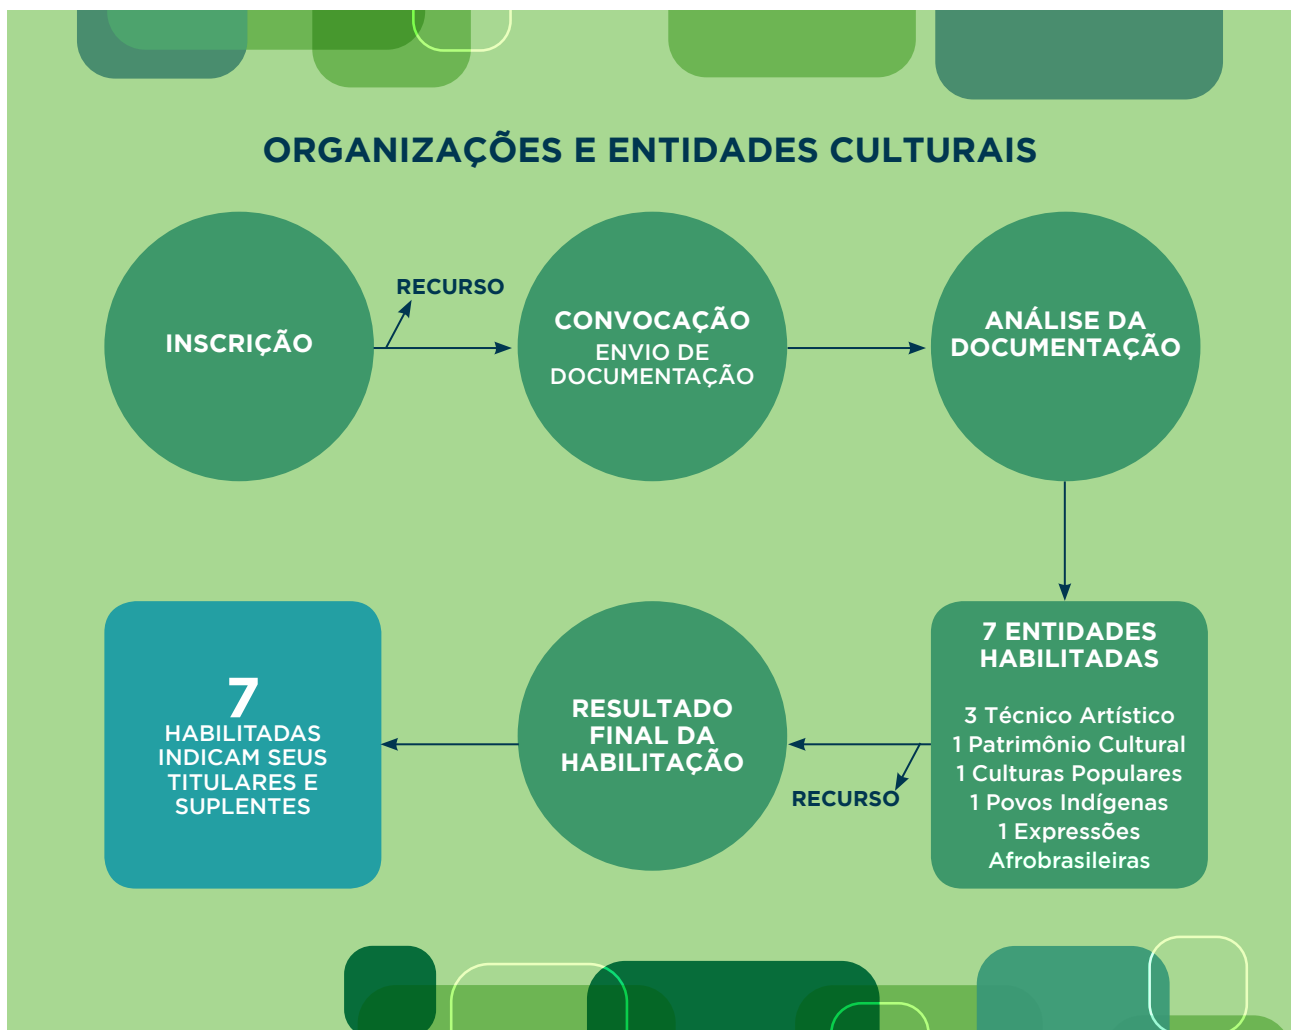 ORGANIZAÇÕES E ENTIDADES CULTURAIS
INSCRIÇÃO
RECURSO
CONVOCAÇÃO
ENVIO DE
DOCUMENTAÇÃO
ANÁLISE DA
DOCUMENTAÇÃO
7 ENTIDADES
HABILITADAS
3 Técnico Artístico
1 Patrimônio Cultural
1 Culturas Populares
1 Povos Indígenas
1 Expressões
Afrobrasileiras
RECURSO
RESULTADO
FINAL DA
HABILITAÇÃO
7
HABILITADAS
INDICAM SEUS
TITULARES E
SUPLENTES